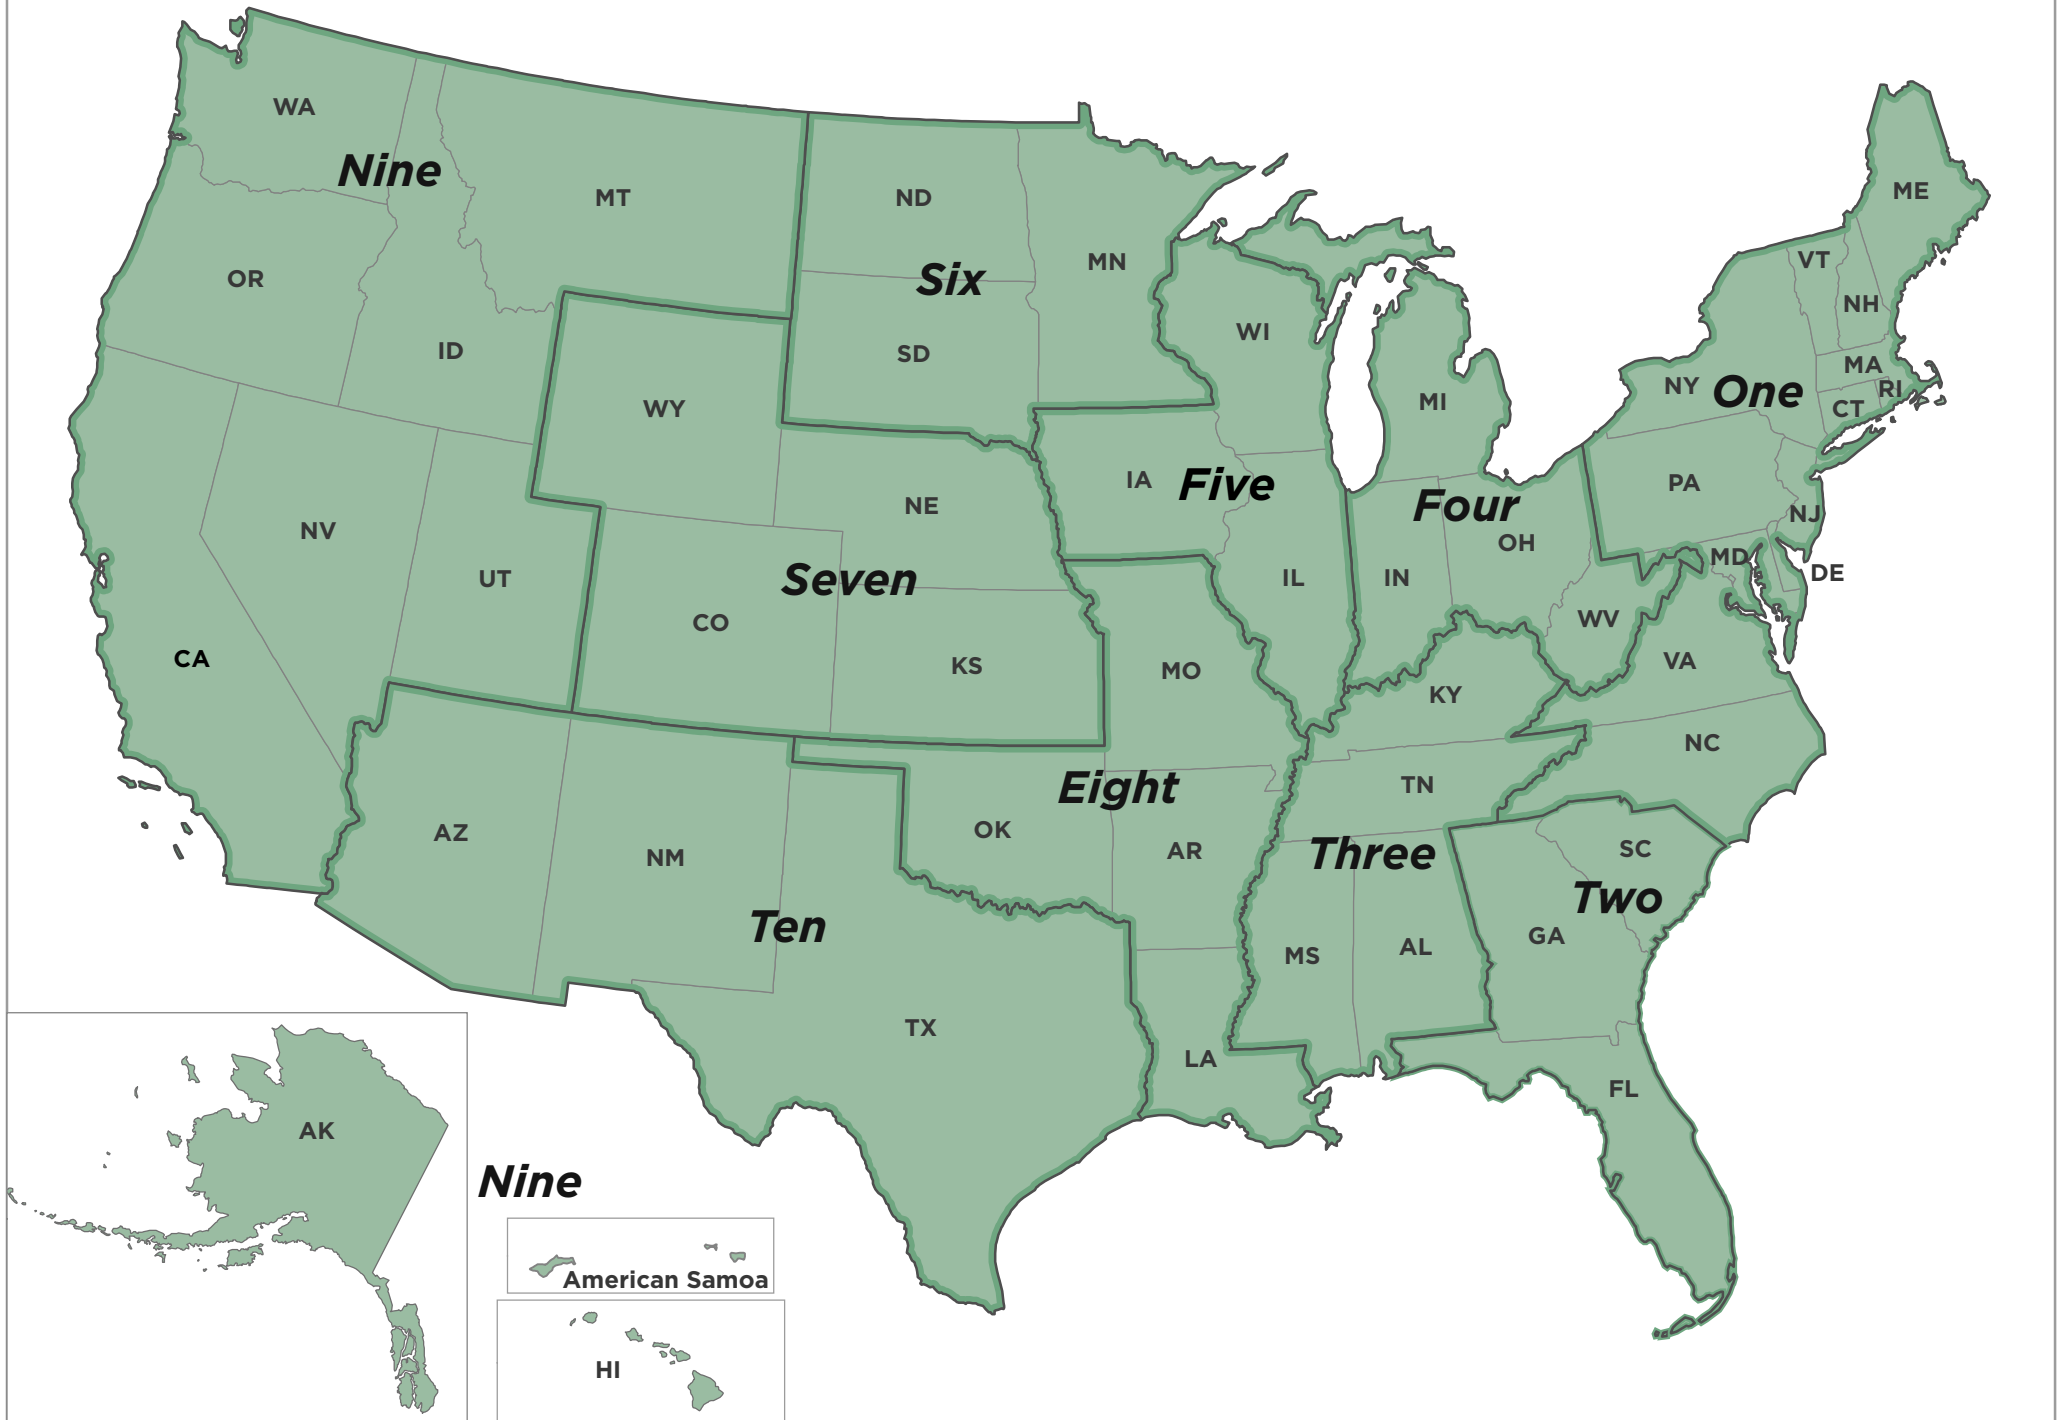 WA
Nine
MT
ND
ME
OR
Six
MN
VT
NH
ID
SD
WI
MA
WY
NY
One
RI
MI
CT
IA
Five
PA
NE
Four
NJ
NV
OH
MD
UT
Seven
IL
IN
DE
CO
WV
CA
KS
MO
VA
KY
NC
Eight
TN
AZ
OK
NM
AR
Three
SC
Two
Ten
GA
MS
AL
TX
LA
FL
AK
Nine
American Samoa
HI